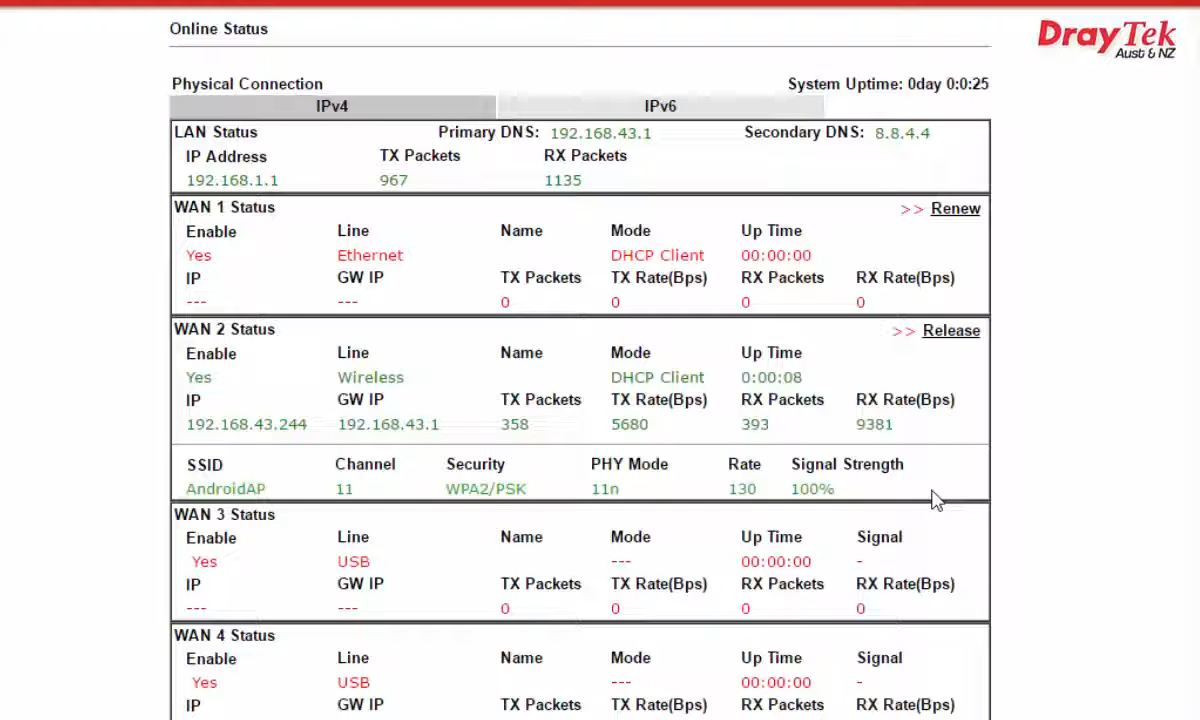 Online Status
DrayTek
Aust & NZ
Physical Connection System Uptime: 0day 0:0:25
IPv4 IPv6
LAN Status Primary DNS: 192.168.43.1 Secondary DNS: 8.8.4.4
IP Address TX Packets RX Packets
192.168.1.1 967 1135
WAN 1 Status >> Renew
Enable Line Name Mode Up Time
Yes Ethernet DHCP Client 00:00:00
IP GW IP TX Packets TX Rate(Bps) RX Packets RX Rate(Bps)
--- --- 0 0 0 0
WAN 2 Status >> Release
Enable Line Name Mode Up Time
Yes Wireless DHCP Client 0:00:08
IP GW IP TX Packets TX Rate(Bps) RX Packets RX Rate(Bps)
192.168.43.244 192.168.43.1 358 5680 393 9381
SSID Channel Security PHY Mode Rate Signal Strength
AndroidAP 11 WPA2/PSK 11n 130 100%
WAN 3 Status
Enable Line Name Mode Up Time Signal
Yes USB --- 00:00:00 -
IP GW IP TX Packets TX Rate(Bps) RX Packets RX Rate(Bps)
--- --- 0 0 0 0
WAN 4 Status
Enable Line Name Mode Up Time Signal
Yes USB --- 00:00:00 -
IP GW IP TX Packets TX Rate(Bps) RX Packets RX Rate(Bps)